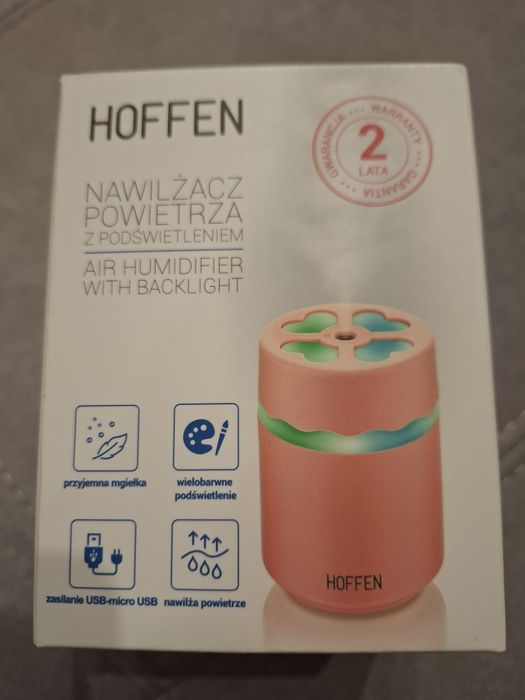 HOFFEN
GWARANCJA ••• WARRANTY ••• GARANTIA •••
2
LATA
NAWILŻACZ
POWIETRZA
Z PODŚWIETLENIEM
AIR HUMIDIFIER
WITH BACKLIGHT
przyjemna mgiełka
wielobarwne
podświetlenie
zasilanie USB-micro USB
nawilża powietrze
HOFFEN